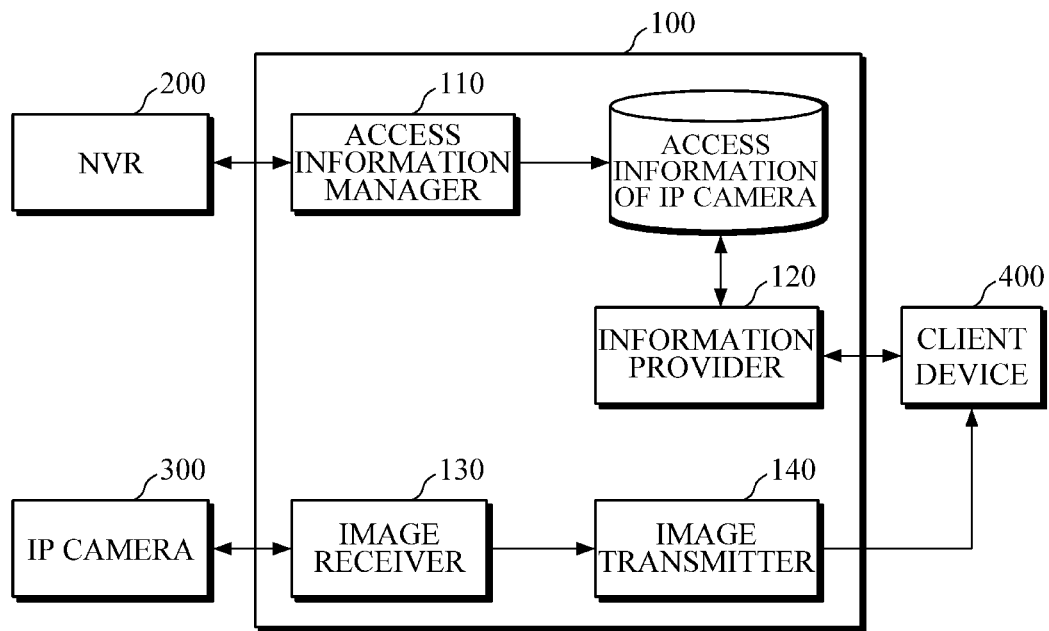 100
200
110
NVR
ACCESS
INFORMATION
MANAGER
ACCESS
INFORMATION
OF IP CAMERA
120
400
INFORMATION
PROVIDER
CLIENT
DEVICE
300
130
140
IP CAMERA
IMAGE
RECEIVER
IMAGE
TRANSMITTER